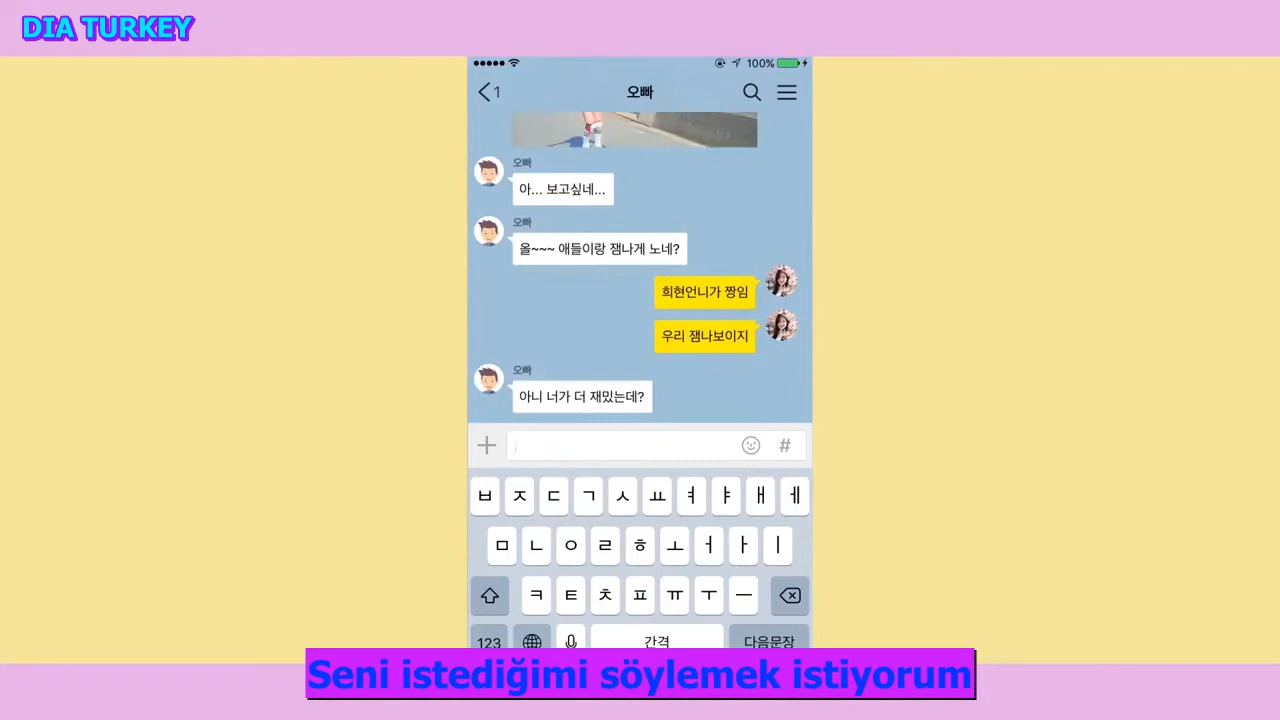 DIA TURKEY
100%
1
오빠
오빠
아... 보고싶네...
오빠
올~~~ 애들이랑 잼나게 노네?
희현언니가 짱임
우리 잼나보이지
오빠
아니 너가 더 재밌는데?
#
ㅂ ㅈ ㄷ ㄱ ㅅ ㅛ ㅕ ㅑ ㅐ ㅔ
ㅁ ㄴ ㅇ ㄹ ㅎ ㅗ ㅓ ㅏ ㅣ
ㅋ ㅌ ㅊ ㅍ ㅠ ㅜ ㅡ
123 간격 다음문장
Seni istediğimi söylemek istiyorum